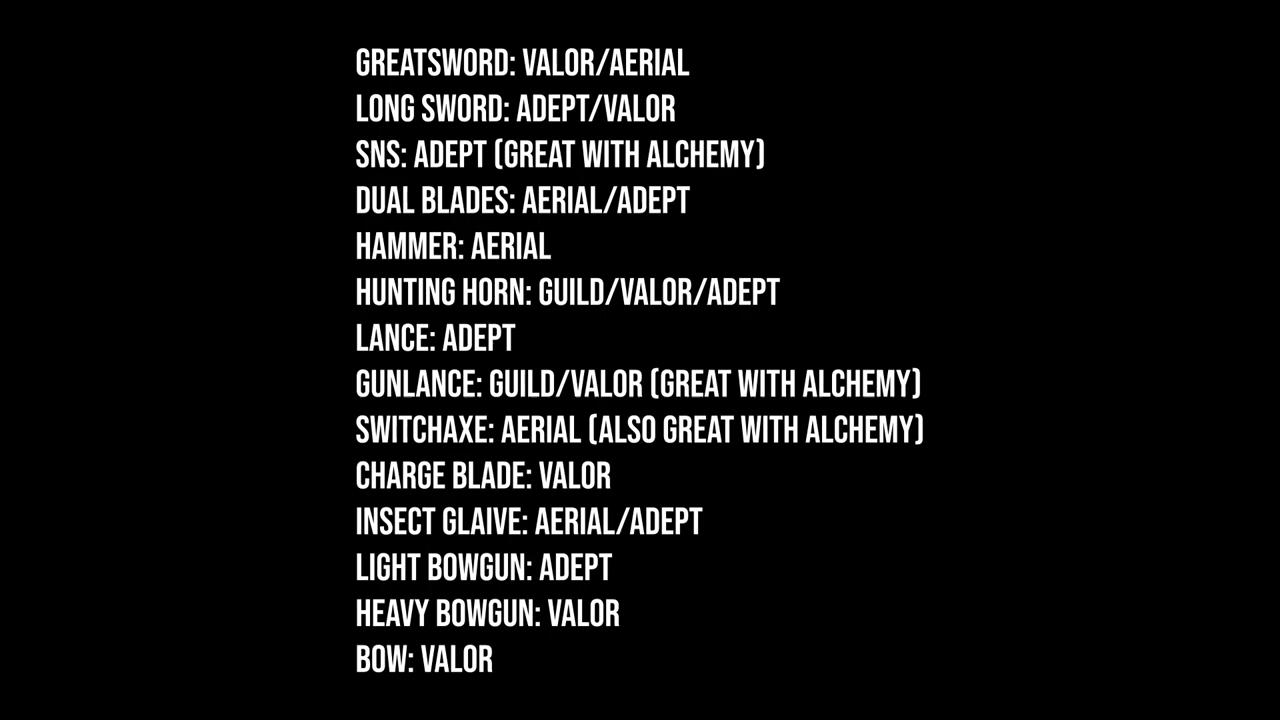 GREATSWORD: VALOR/AERIAL
LONG SWORD: ADEPT/VALOR
SNS: ADEPT (GREAT WITH ALCHEMY)
DUAL BLADES: AERIAL/ADEPT
HAMMER: AERIAL
HUNTING HORN: GUILD/VALOR/ADEPT
LANCE: ADEPT
GUNLANCE: GUILD/VALOR (GREAT WITH ALCHEMY)
SWITCHAXE: AERIAL (ALSO GREAT WITH ALCHEMY)
CHARGE BLADE: VALOR
INSECT GLAIVE: AERIAL/ADEPT
LIGHT BOWGUN: ADEPT
HEAVY BOWGUN: VALOR
BOW: VALOR